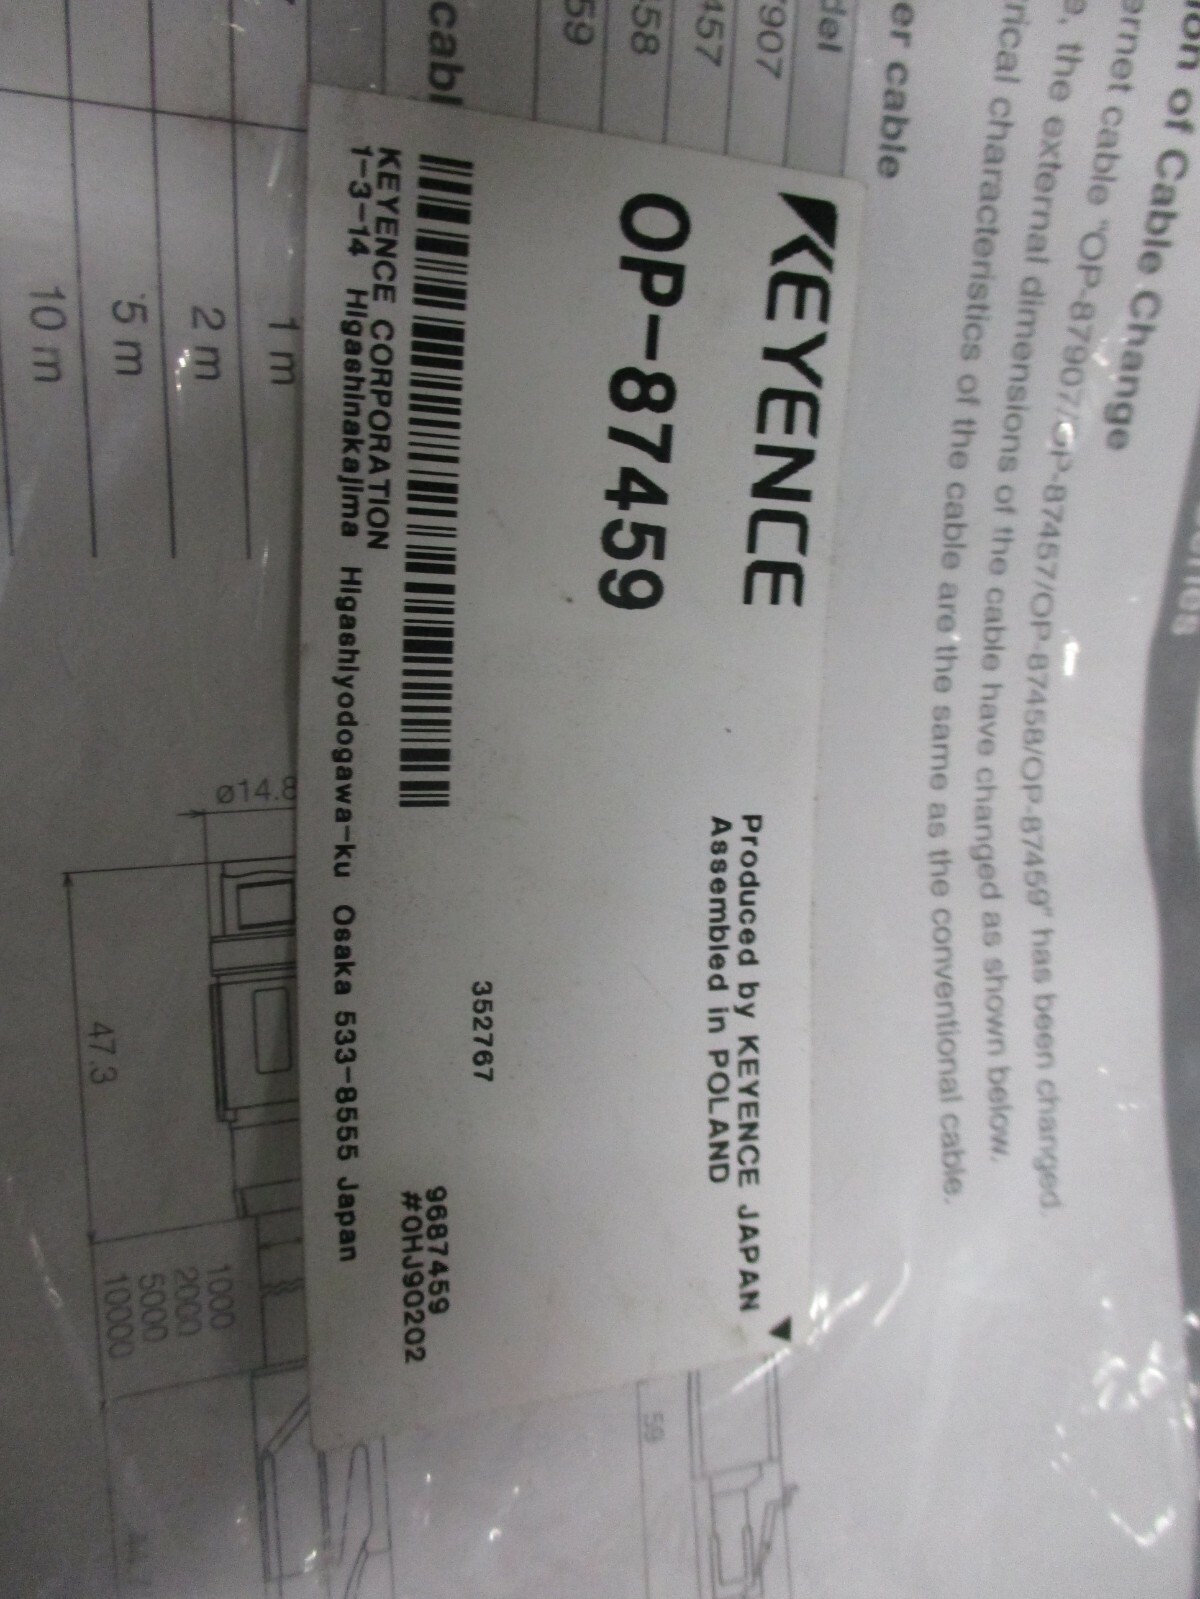 ion of Cable Change
ernet cable "OP-87907/OP-87457/OP-87458/OP-87459" has been changed.
e, the external dimensions of the cable have changed as shown below.
rical characteristics of the cable are the same as the conventional cable.
er cable
del
7907
457
458
59
cabl
KEYENCE
OP-87459
Produced by KEYENCE JAPAN
Assembled in POLAND
352767
9687459
#0HJ90202
KEYENCE CORPORATION
1-3-14 Higashinakajima Higashiyodogawa-ku Osaka 533-8555 Japan
1 m
2 m
5 m
10 m
ø14.8
47.3
1000
2000
5000
10000
59